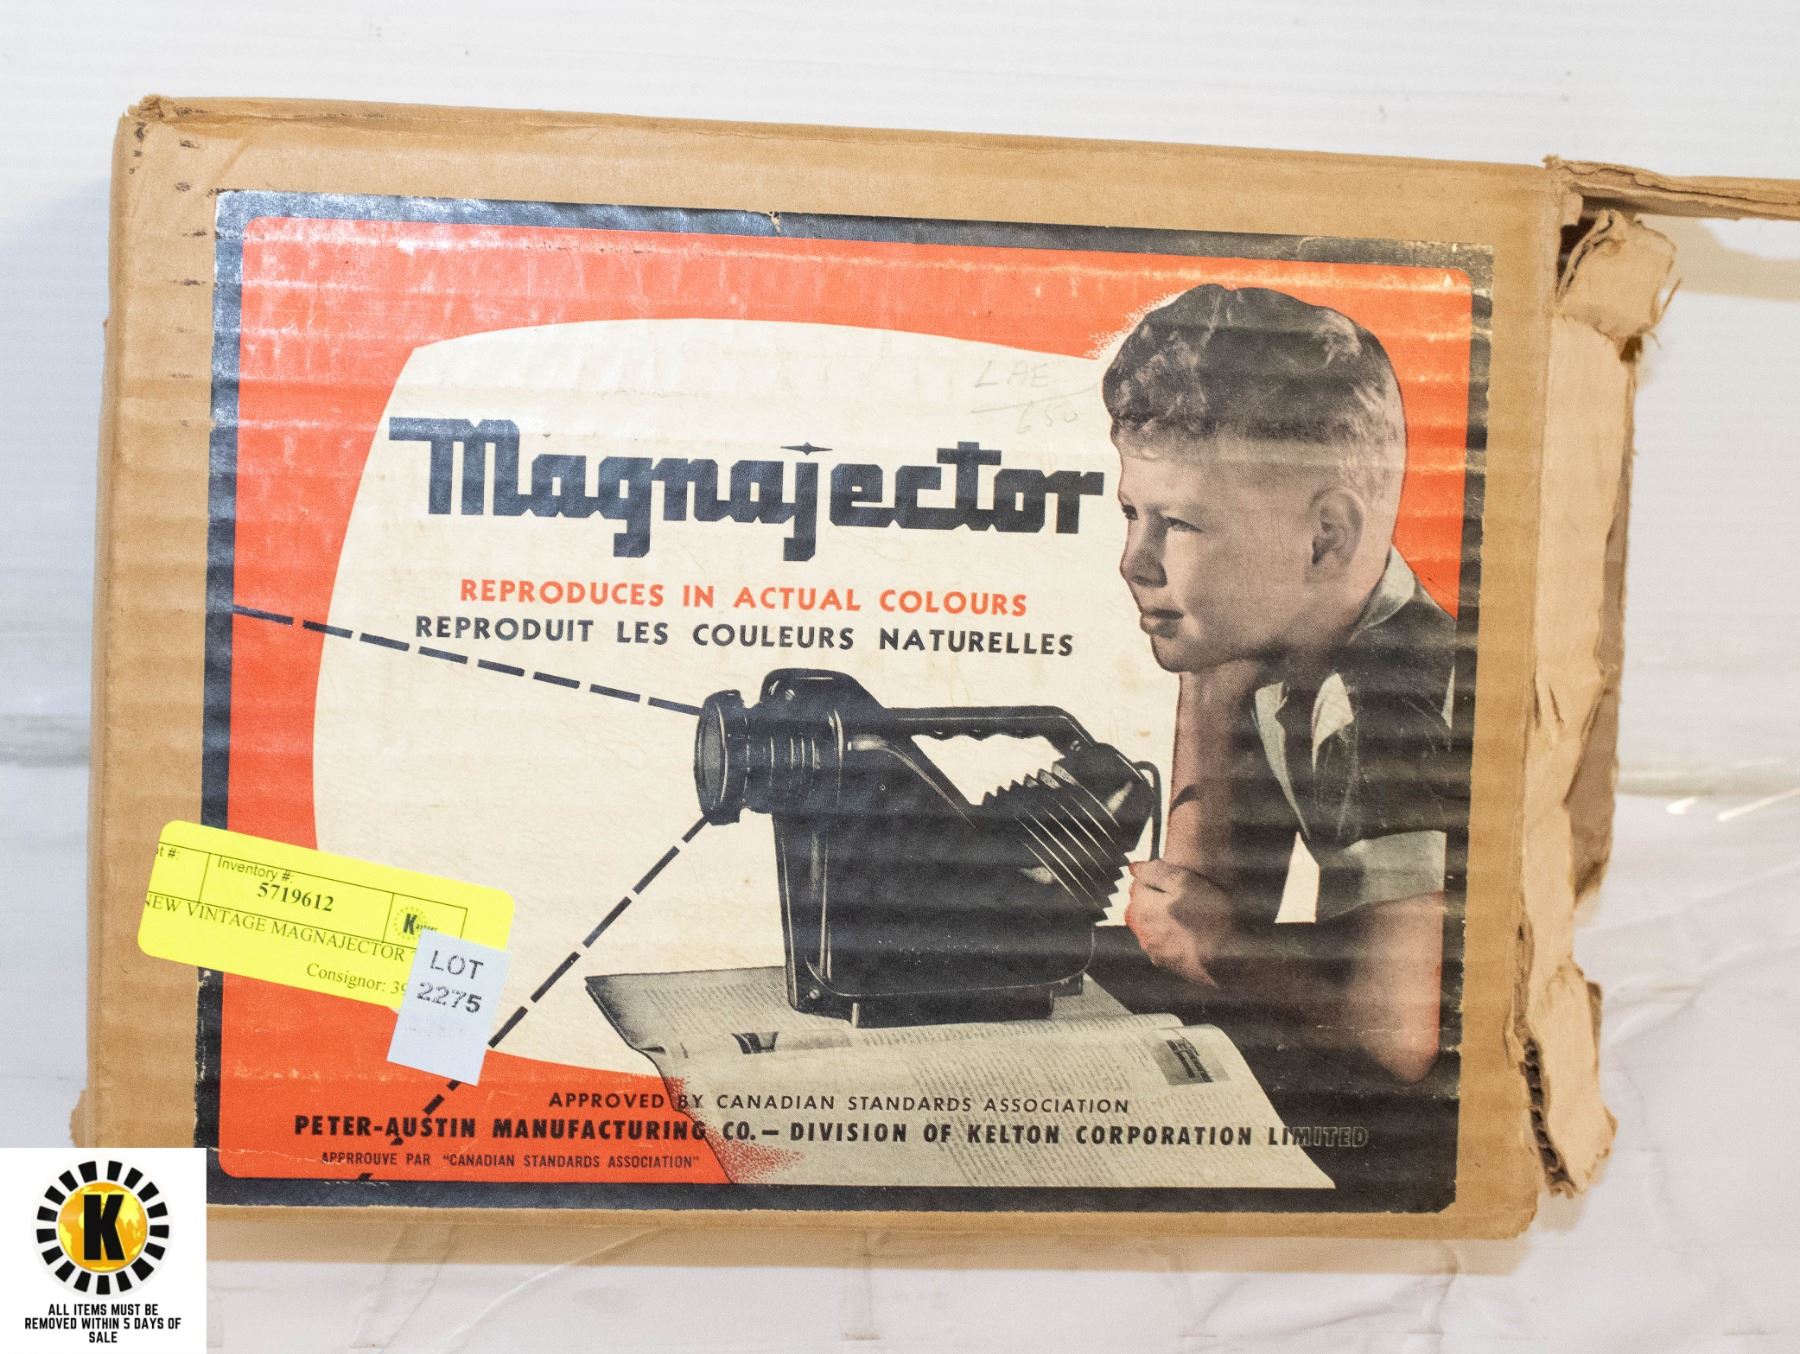 LAE
650
Magnajector
REPRODUCES IN ACTUAL COLOURS
REPRODUIT LES COULEURS NATURELLES
t #:
Inventory #:
5719612
NEW VINTAGE MAGNAJECTOR
Consignor: 39
K
LOT
2275
APPROVED BY CANADIAN STANDARDS ASSOCIATION
PETER-AUSTIN MANUFACTURING CO.— DIVISION OF KELTON CORPORATION LIMITED
APPRROUVE PAR "CANADIAN STANDARDS ASSOCIATION"
K
ALL ITEMS MUST BE
REMOVED WITHIN 5 DAYS OF
SALE